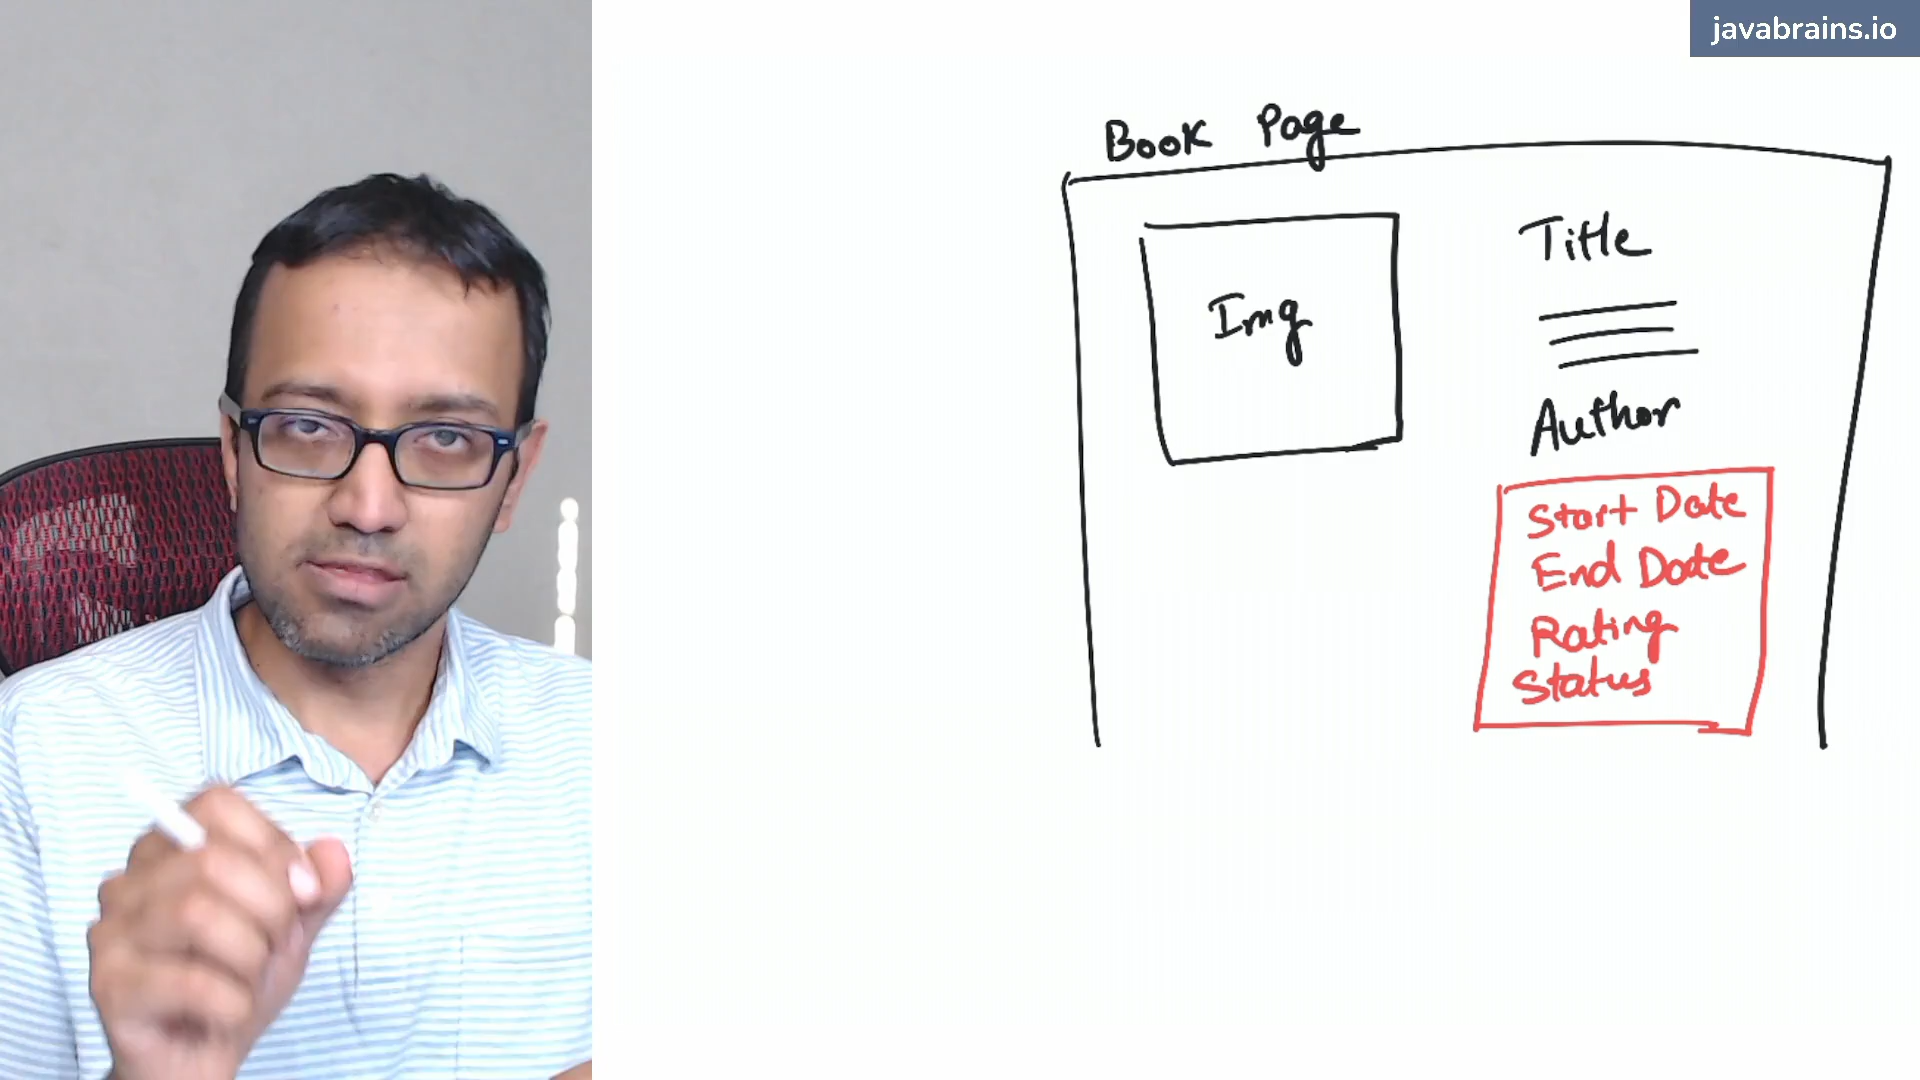 javabrains.io
Book Page
Img
Title
Author
Start Date
End Date
Rating
Status